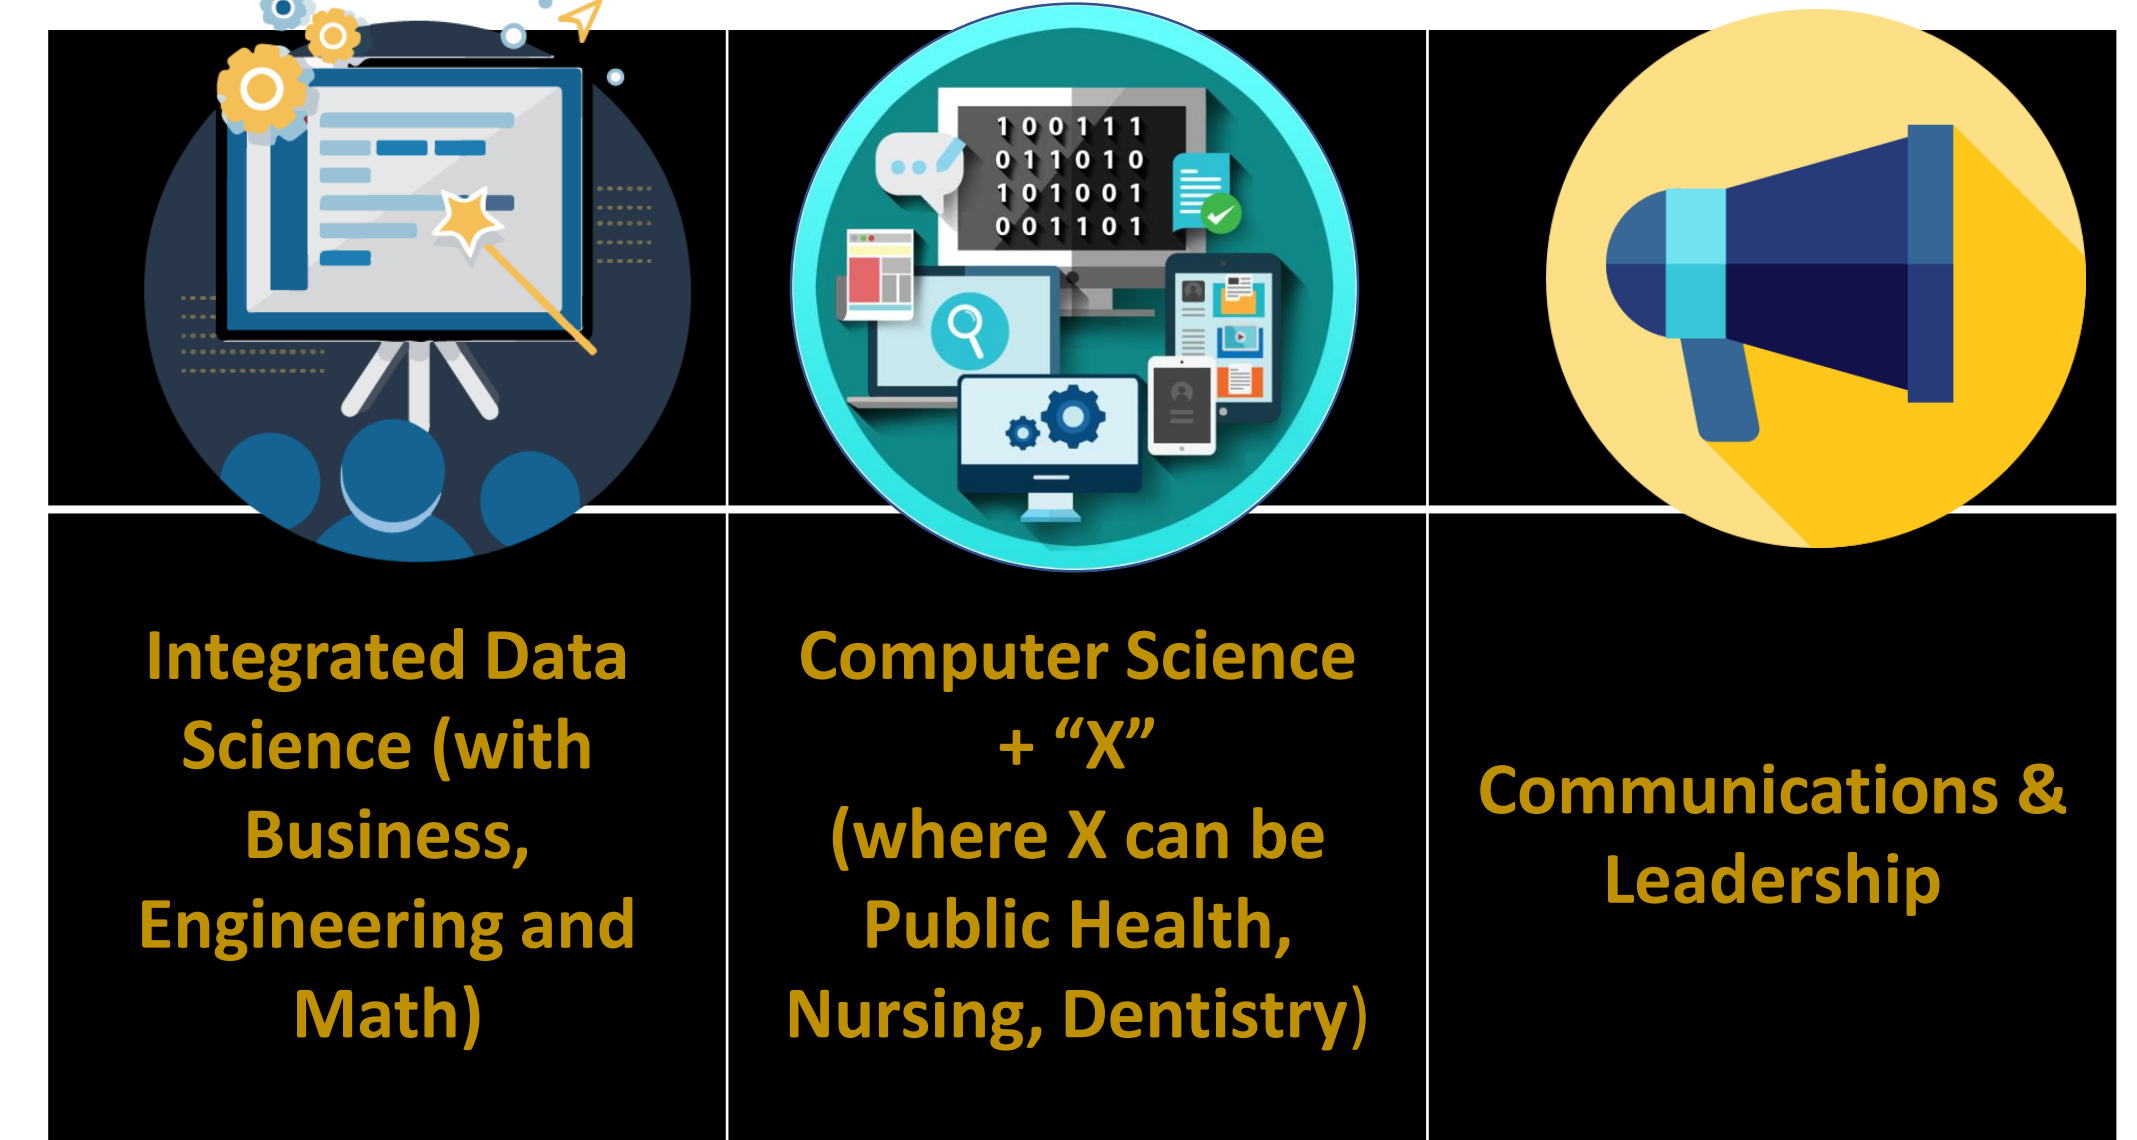 1 0 0 1 1 1
0 1 1 0 1 0
1 0 1 0 0 1
0 0 1 1 0 1
Integrated Data
Science (with
Business,
Engineering and
Math)
Computer Science
+ “X”
(where X can be
Public Health,
Nursing, Dentistry)
Communications &
Leadership